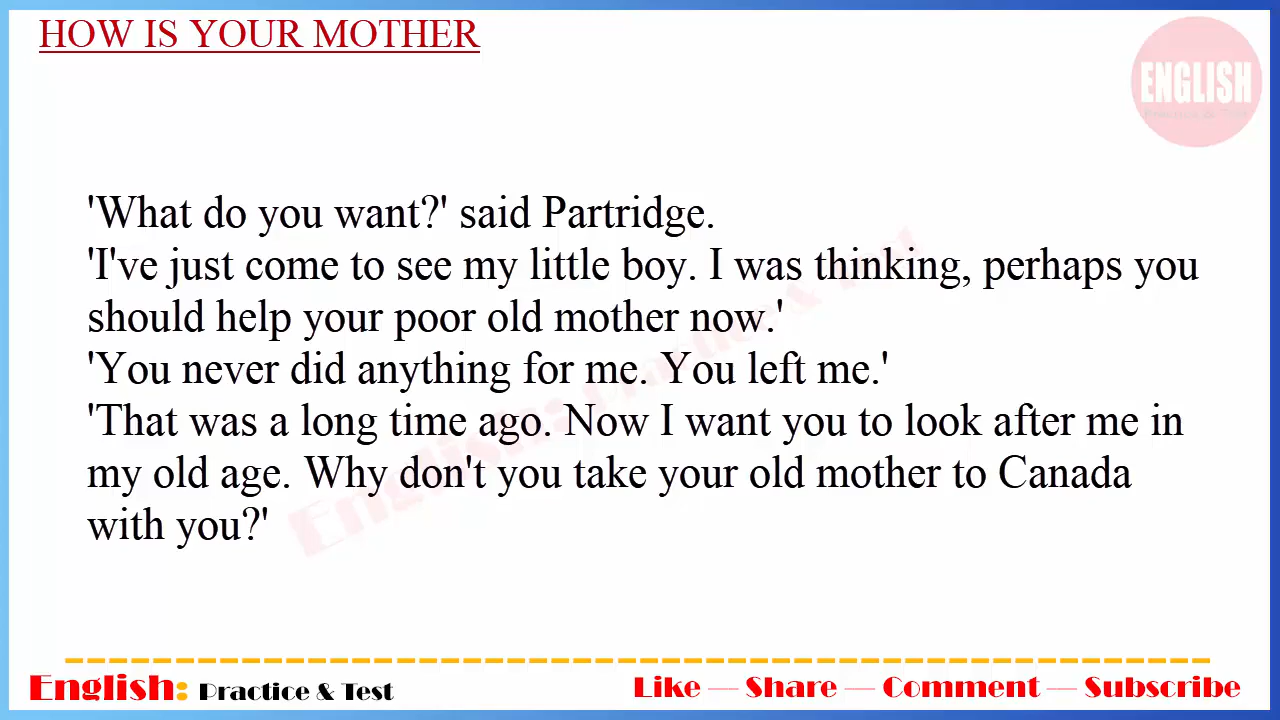 HOW IS YOUR MOTHER
ENGLISH
Practice & Test
'What do you want?' said Partridge.
'I've just come to see my little boy. I was thinking, perhaps you
should help your poor old mother now.'
'You never did anything for me. You left me.'
'That was a long time ago. Now I want you to look after me in
my old age. Why don't you take your old mother to Canada
with you?'
English: Practice & Test
Like — Share — Comment — Subscribe